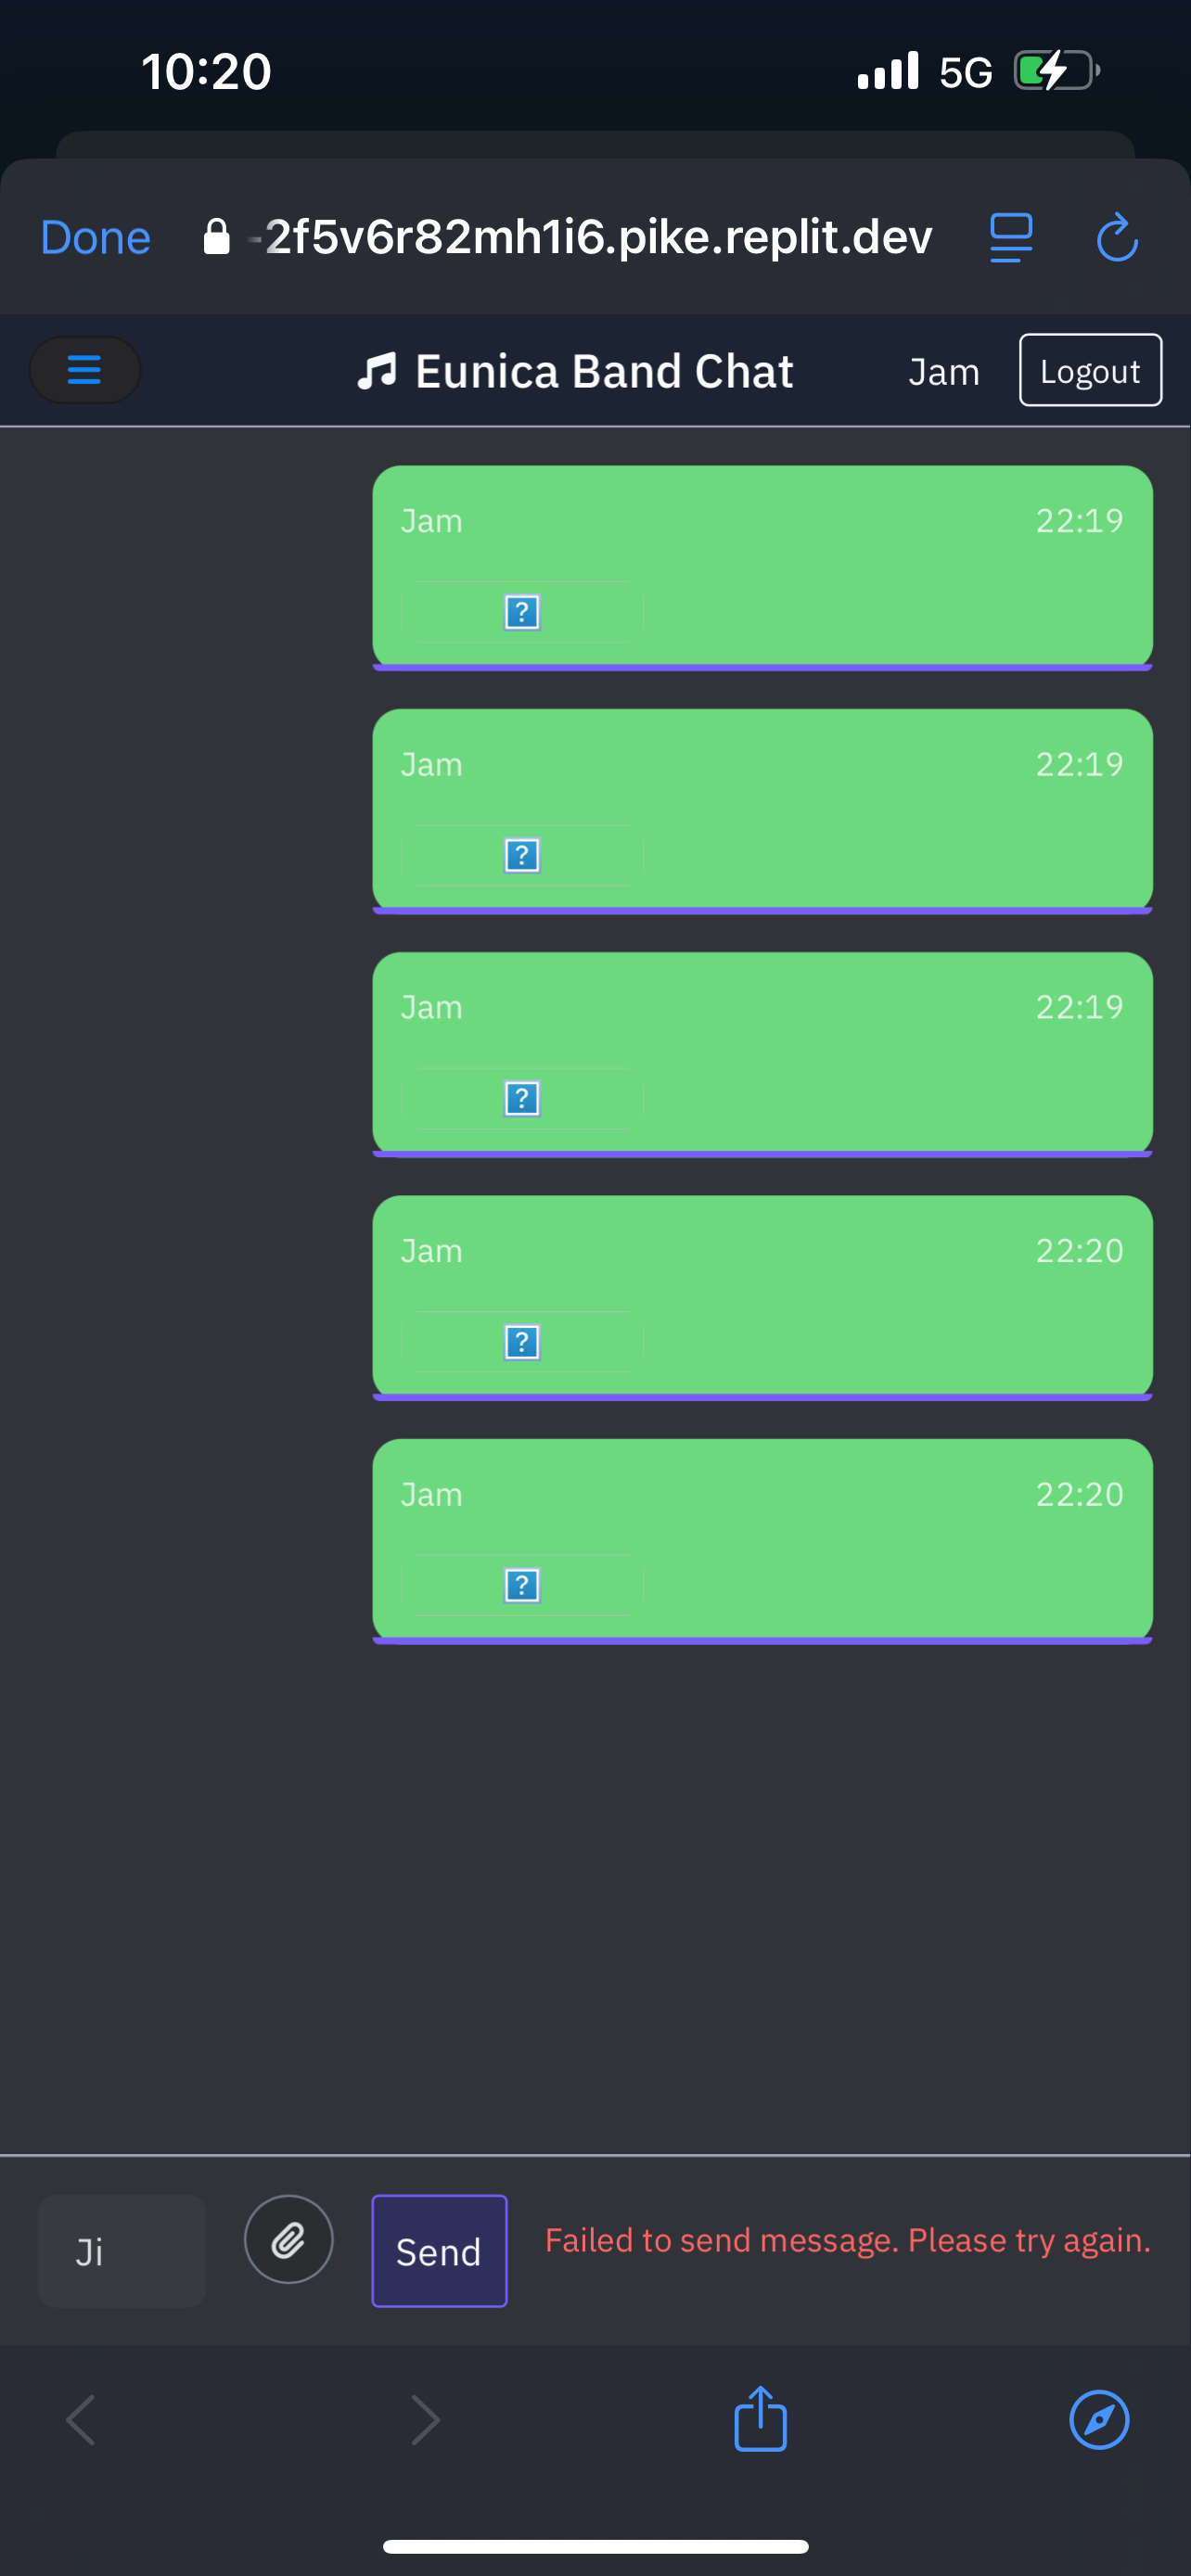 10:20
5G
Done
-2f5v6r82mh1i6.pike.replit.dev
Eunica Band Chat
Jam
Logout
Jam 22:19
?
Jam 22:19
?
Jam 22:19
?
Jam 22:20
?
Jam 22:20
?
Ji
Send
Failed to send message. Please try again.